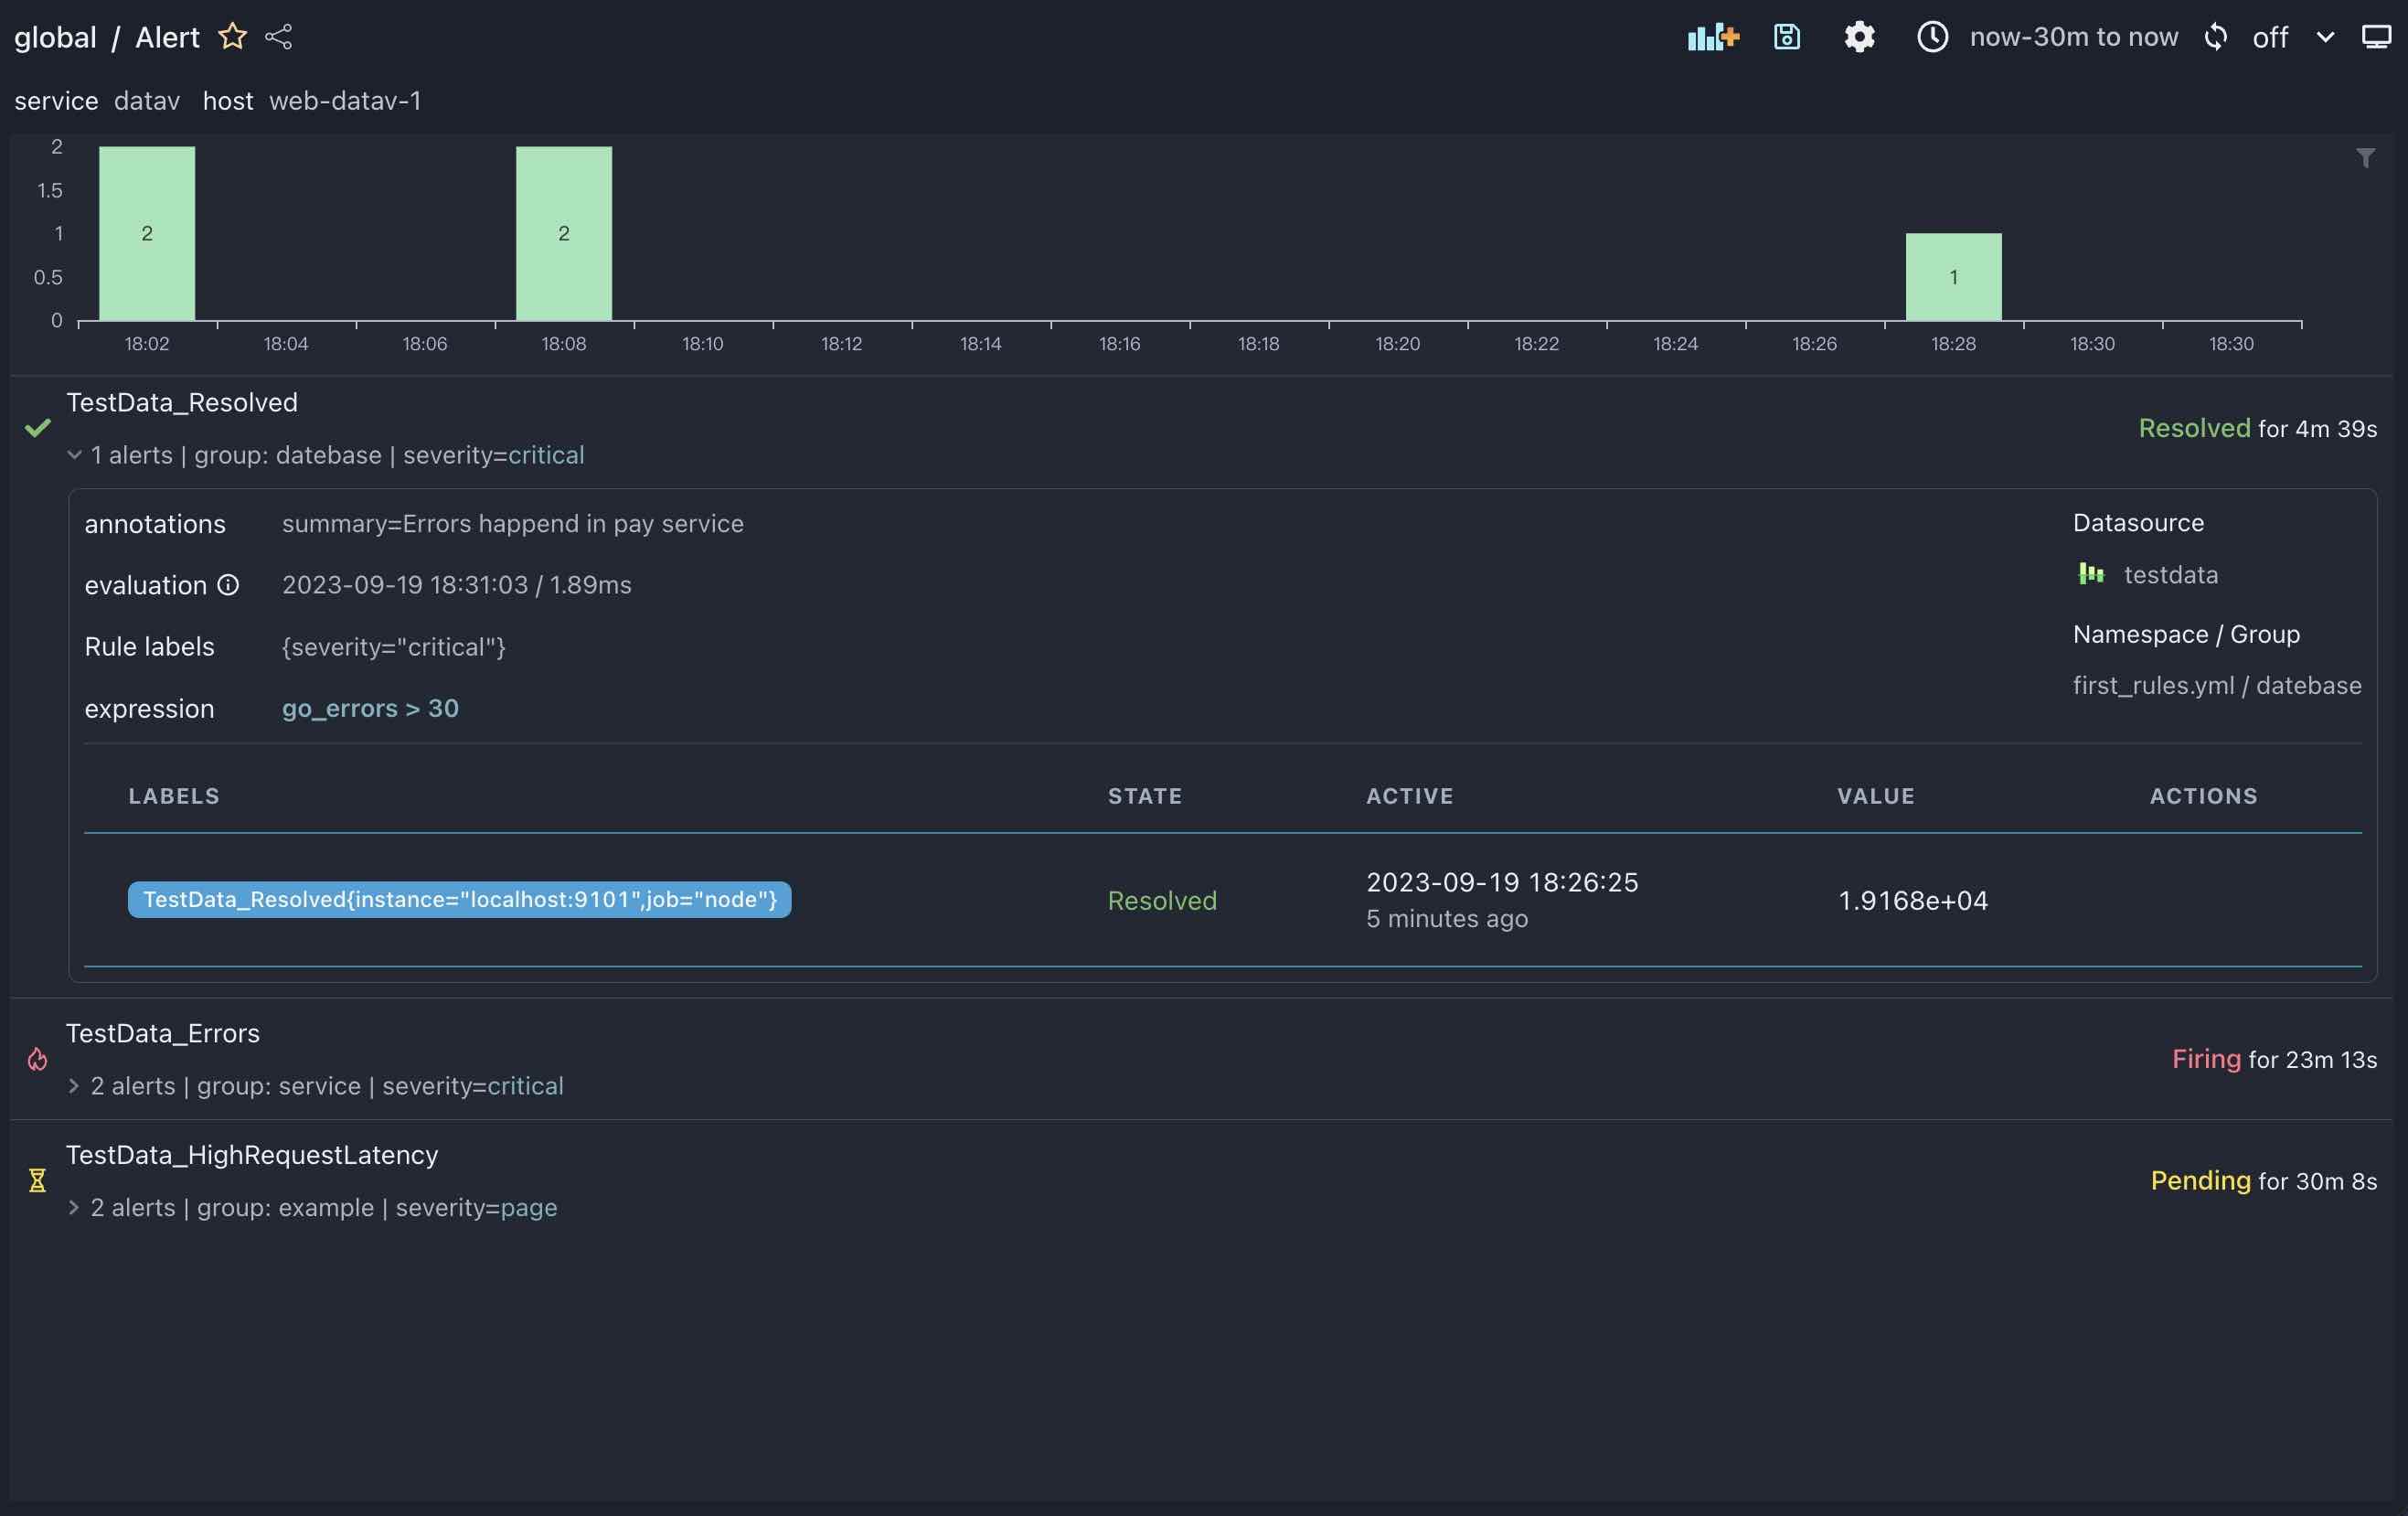 global / Alert now-30m to now off
service datav host web-datav-1
2
1.5
1
0.5
0
2 2 1
18:02 18:04 18:06 18:08 18:10 18:12 18:14 18:16 18:18 18:20 18:22 18:24 18:26 18:28 18:30 18:30
TestData_Resolved
1 alerts | group: datebase | severity=critical
Resolved for 4m 39s
annotations summary=Errors happend in pay service
evaluation 2023-09-19 18:31:03 / 1.89ms
Rule labels {severity="critical"}
expression go_errors > 30
Datasource
testdata
Namespace / Group
first_rules.yml / datebase
LABELS STATE ACTIVE VALUE ACTIONS
TestData_Resolved{instance="localhost:9101",job="node"} Resolved 2023-09-19 18:26:25 1.9168e+04
5 minutes ago
TestData_Errors
2 alerts | group: service | severity=critical
Firing for 23m 13s
TestData_HighRequestLatency
2 alerts | group: example | severity=page
Pending for 30m 8s